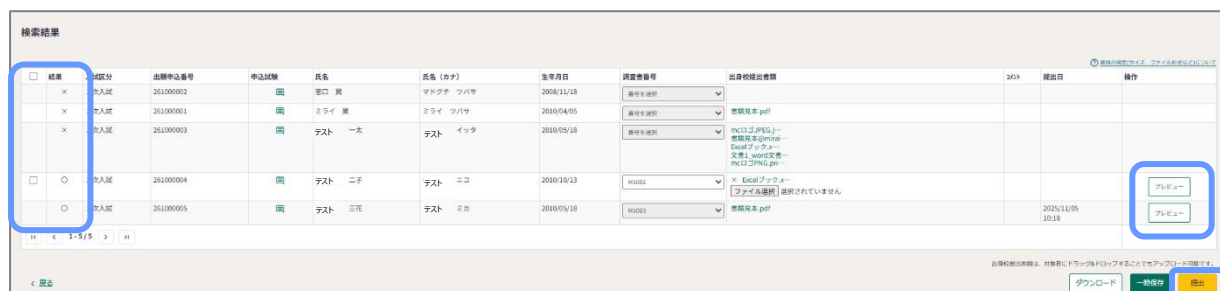 検索結果
書類の規定(サイズ、ファイル形式など)について
結果 入試区分 出願申込番号 申込試験 氏名 氏名 (カナ) 生年月日 調査書番号 出身校提出書類 コメント 提出日 操作
× 次入試 261000002 窓口 翼 マドグチ ツバサ 2008/11/18 番号を選択
× 次入試 261000001 ミライ 翼 ミライ ツバサ 2010/04/05 番号を選択 書類見本.pdf
× 次入試 261000003 テスト 一太 テスト イッタ 2010/05/18 番号を選択 mcロゴJPEG.j…
書類見本@mirai…
Excelブック.x…
文書1_word文書…
mcロゴPNG.pn…
○ 次入試 261000004 テスト 二子 テスト ニコ 2010/10/13 M1002 × Excelブック.x… プレビュー
ファイル選択 選択されていません
○ 次入試 261000005 テスト 三花 テスト ミカ 2010/05/18 M1003 書類見本.pdf 2025/11/05 プレビュー
10:18
1-5/5
出身校提出書類は、対象者にドラッグ&ドロップすることでもアップロード可能です。
< 戻る ダウンロード 一時保存 提出